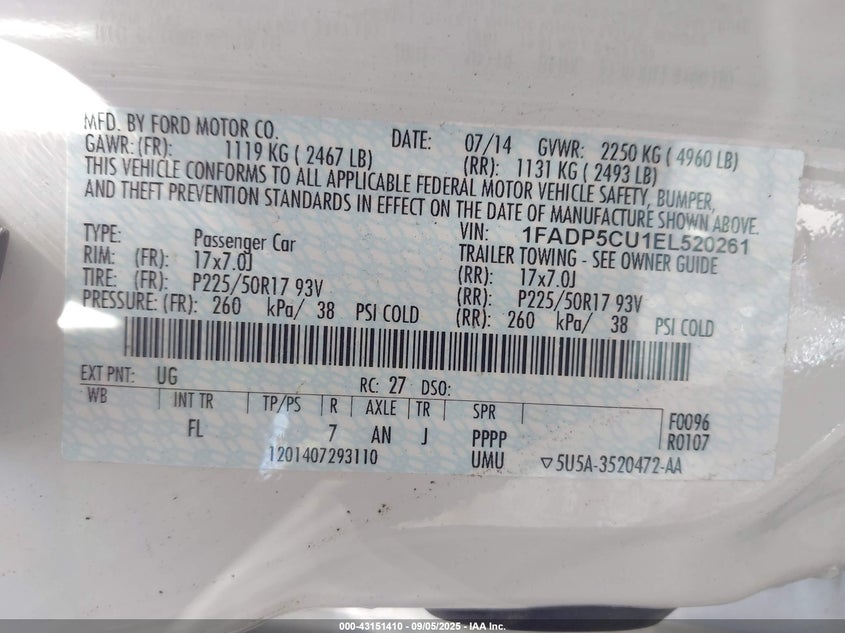 MFD. BY FORD MOTOR CO. DATE: 07/14 GVWR: 2250 KG ( 4960 LB)
GAWR: (FR): 1119 KG ( 2467 LB) (RR): 1131 KG ( 2493 LB)
THIS VEHICLE CONFORMS TO ALL APPLICABLE FEDERAL MOTOR VEHICLE SAFETY, BUMPER,
AND THEFT PREVENTION STANDARDS IN EFFECT ON THE DATE OF MANUFACTURE SHOWN ABOVE.
VIN: 1FADP5CU1EL520261
TYPE: Passenger Car TRAILER TOWING - SEE OWNER GUIDE
RIM: (FR): 17x7.0J (RR): 17x7.0J
TIRE: (FR): P225/50R17 93V (RR): P225/50R17 93V
PRESSURE: (FR): 260 kPa/ 38 PSI COLD (RR): 260 kPa/ 38 PSI COLD
EXT PNT: UG RC: 27 DSO:
WB INT TR TP/PS R AXLE TR SPR F0096
FL 7 AN J PPPP R0107
1201407293110 UMU ▽5U5A-3520472-AA
000-43151410 - 09/05/2025 - IAA Inc.